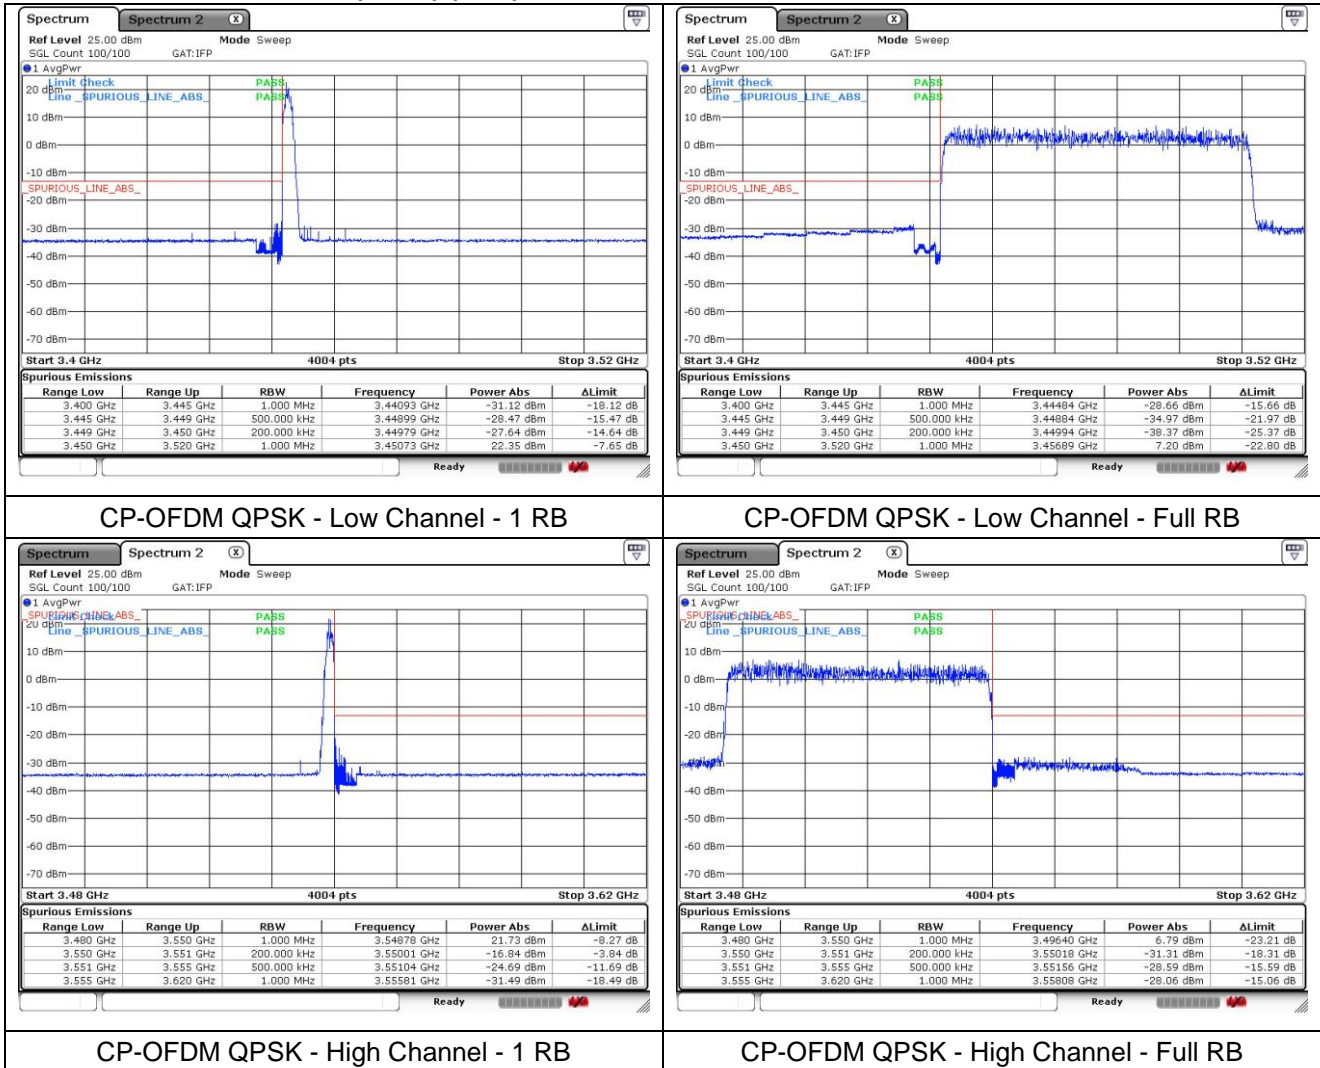 Spectrum Spectrum 2 X
Ref Level 25.00 dBm Mode Sweep
SGL Count 100/100 GAT:IFP
1 AvgPwr
Limit Check PASS
20 dBm
Line _SPURIOUS_LINE_ABS_ PASS
10 dBm
0 dBm
-10 dBm
_SPURIOUS_LINE_ABS_
-20 dBm
-30 dBm
-40 dBm
-50 dBm
-60 dBm
-70 dBm
Start 3.4 GHz 4004 pts Stop 3.52 GHz
Spurious Emissions
Range Low Range Up RBW Frequency Power Abs ΔLimit
3.400 GHz 3.445 GHz 1.000 MHz 3.44093 GHz -31.12 dBm -18.12 dB
3.445 GHz 3.449 GHz 500.000 kHz 3.44899 GHz -28.47 dBm -15.47 dB
3.449 GHz 3.450 GHz 200.000 kHz 3.44979 GHz -27.64 dBm -14.64 dB
3.450 GHz 3.520 GHz 1.000 MHz 3.45073 GHz 22.35 dBm -7.65 dB
Ready
CP-OFDM QPSK - Low Channel - 1 RB
Spectrum Spectrum 2 X
Ref Level 25.00 dBm Mode Sweep
SGL Count 100/100 GAT:IFP
1 AvgPwr
Limit Check PASS
20 dBm
Line _SPURIOUS_LINE_ABS_ PASS
10 dBm
0 dBm
-10 dBm
_SPURIOUS_LINE_ABS_
-20 dBm
-30 dBm
-40 dBm
-50 dBm
-60 dBm
-70 dBm
Start 3.4 GHz 4004 pts Stop 3.52 GHz
Spurious Emissions
Range Low Range Up RBW Frequency Power Abs ΔLimit
3.400 GHz 3.445 GHz 1.000 MHz 3.44484 GHz -28.66 dBm -15.66 dB
3.445 GHz 3.449 GHz 500.000 kHz 3.44884 GHz -34.97 dBm -21.97 dB
3.449 GHz 3.450 GHz 200.000 kHz 3.44994 GHz -38.37 dBm -25.37 dB
3.450 GHz 3.520 GHz 1.000 MHz 3.45689 GHz 7.20 dBm -22.80 dB
Ready
CP-OFDM QPSK - Low Channel - Full RB
Spectrum Spectrum 2 X
Ref Level 25.00 dBm Mode Sweep
SGL Count 100/100 GAT:IFP
1 AvgPwr
_SPURIOUS_LINE_ABS_
Limit Check PASS
20 dBm
Line _SPURIOUS_LINE_ABS_ PASS
10 dBm
0 dBm
-10 dBm
-20 dBm
-30 dBm
-40 dBm
-50 dBm
-60 dBm
-70 dBm
Start 3.48 GHz 4004 pts Stop 3.62 GHz
Spurious Emissions
Range Low Range Up RBW Frequency Power Abs ΔLimit
3.480 GHz 3.550 GHz 1.000 MHz 3.54878 GHz 21.73 dBm -8.27 dB
3.550 GHz 3.551 GHz 200.000 kHz 3.55001 GHz -16.84 dBm -3.84 dB
3.551 GHz 3.555 GHz 500.000 kHz 3.55104 GHz -24.69 dBm -11.69 dB
3.555 GHz 3.620 GHz 1.000 MHz 3.55581 GHz -31.49 dBm -18.49 dB
Ready
CP-OFDM QPSK - High Channel - 1 RB
Spectrum Spectrum 2 X
Ref Level 25.00 dBm Mode Sweep
SGL Count 100/100 GAT:IFP
1 AvgPwr
_SPURIOUS_LINE_ABS_
Limit Check PASS
20 dBm
Line _SPURIOUS_LINE_ABS_ PASS
10 dBm
0 dBm
-10 dBm
-20 dBm
-30 dBm
-40 dBm
-50 dBm
-60 dBm
-70 dBm
Start 3.48 GHz 4004 pts Stop 3.62 GHz
Spurious Emissions
Range Low Range Up RBW Frequency Power Abs ΔLimit
3.480 GHz 3.550 GHz 1.000 MHz 3.49640 GHz 6.79 dBm -23.21 dB
3.550 GHz 3.551 GHz 200.000 kHz 3.55018 GHz -31.31 dBm -18.31 dB
3.551 GHz 3.555 GHz 500.000 kHz 3.55156 GHz -28.59 dBm -15.59 dB
3.555 GHz 3.620 GHz 1.000 MHz 3.55808 GHz -28.06 dBm -15.06 dB
Ready
CP-OFDM QPSK - High Channel - Full RB